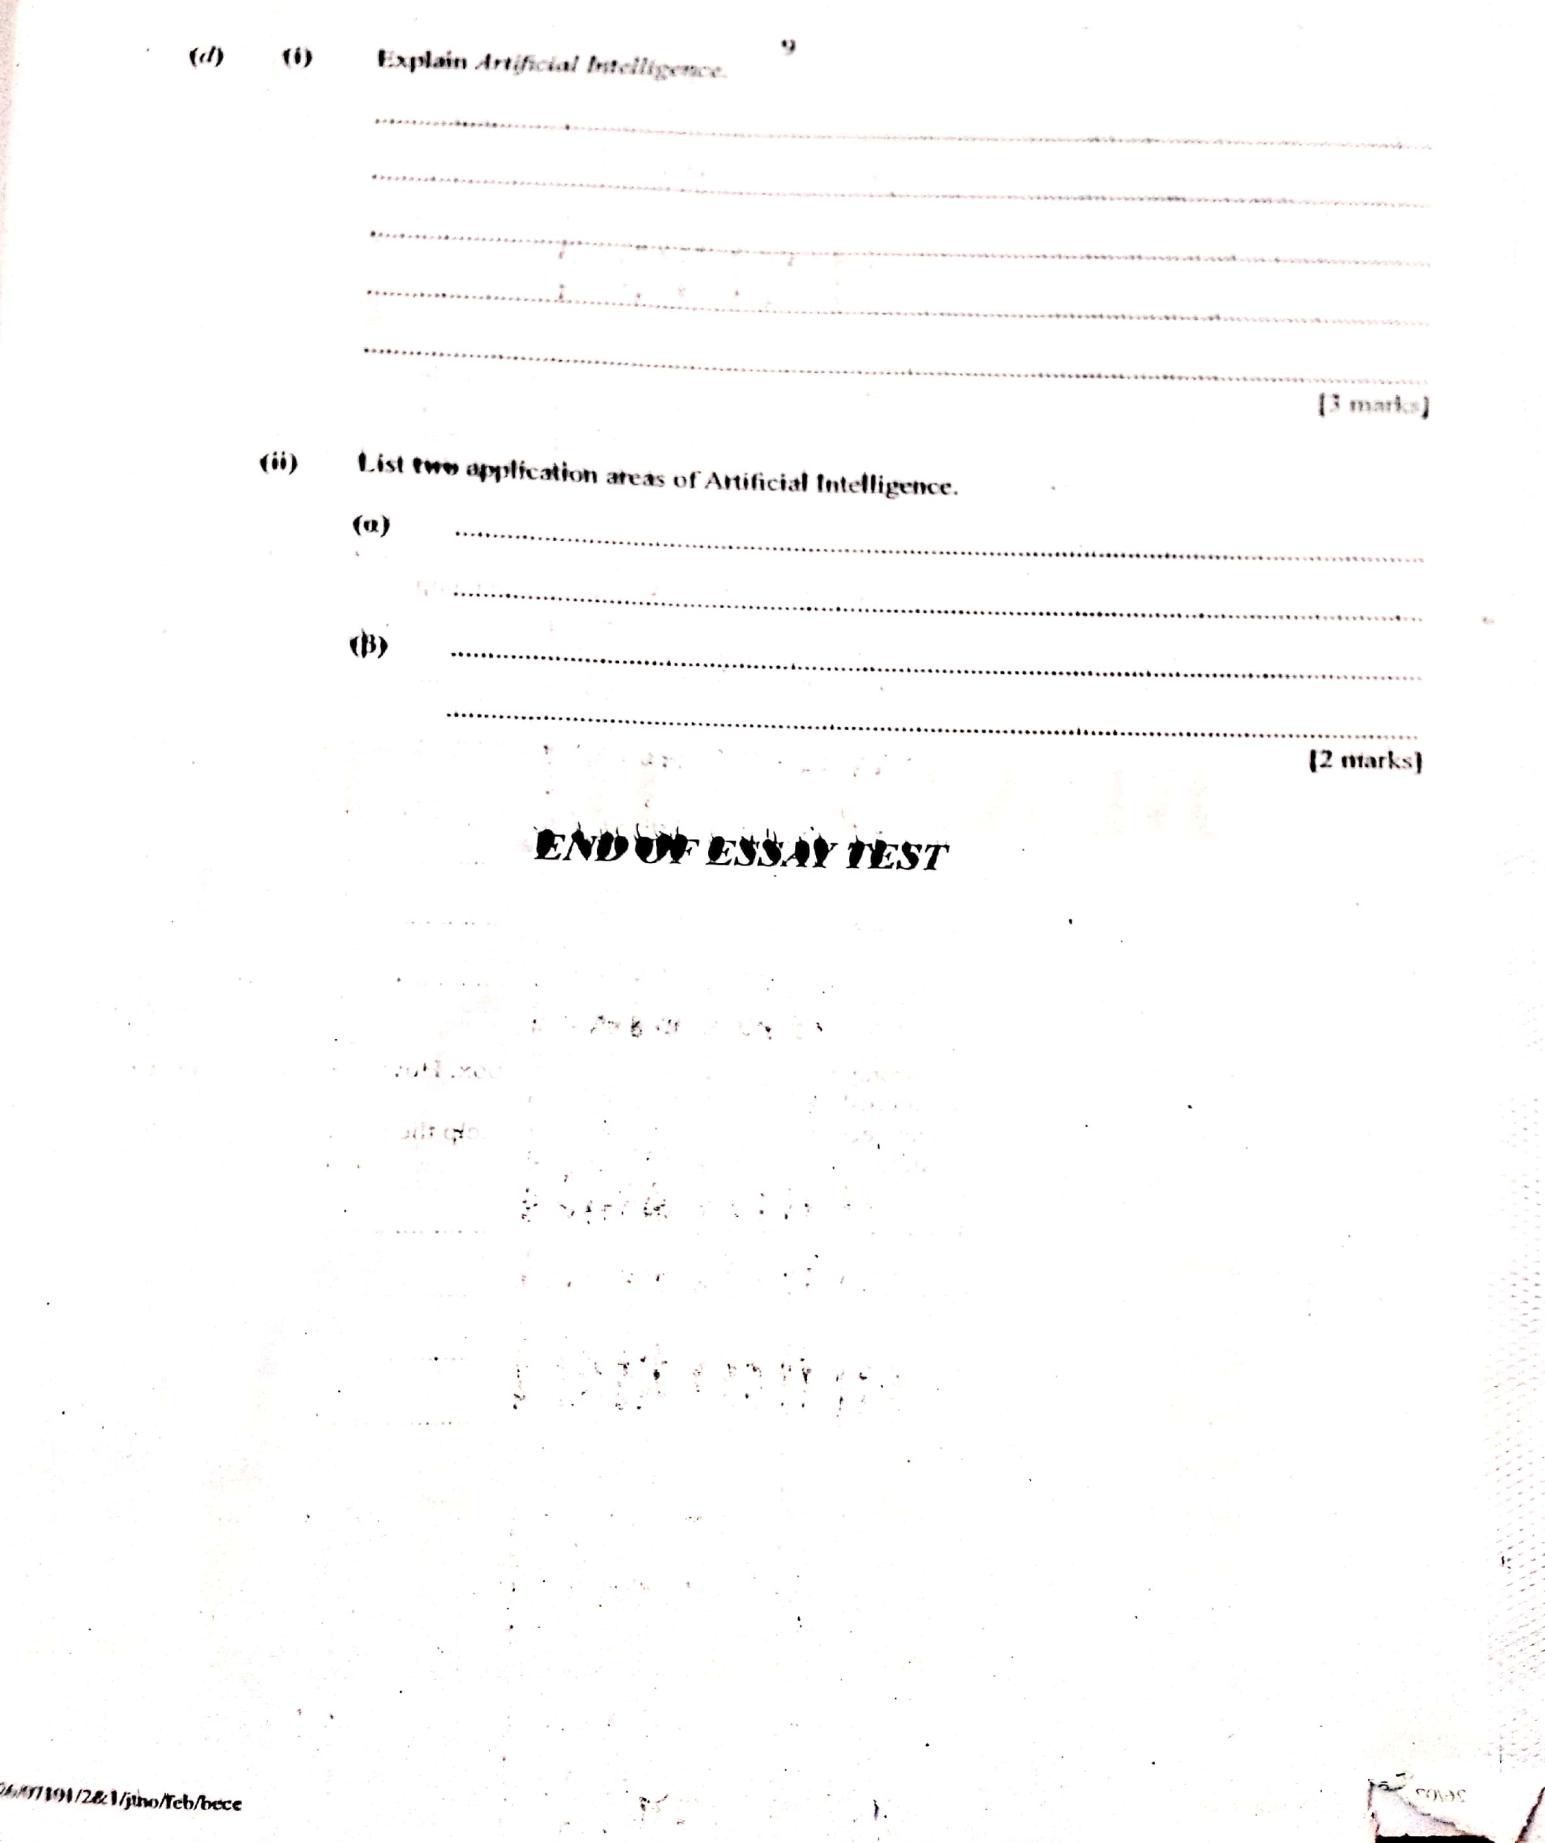 9
(d) (i) Explain Artificial Intelligence.
[3 marks]
(ii) List two application areas of Artificial Intelligence.
(α)
(β)
[2 marks]
END OF ESSAY TEST